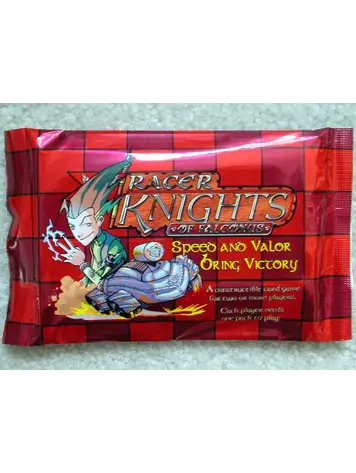 RACER
KNIGHTS
OF FALCONUS
Speed and Valor
Bring Victory
A constructible card game
for two or more players.
Each player needs
one pack to play.